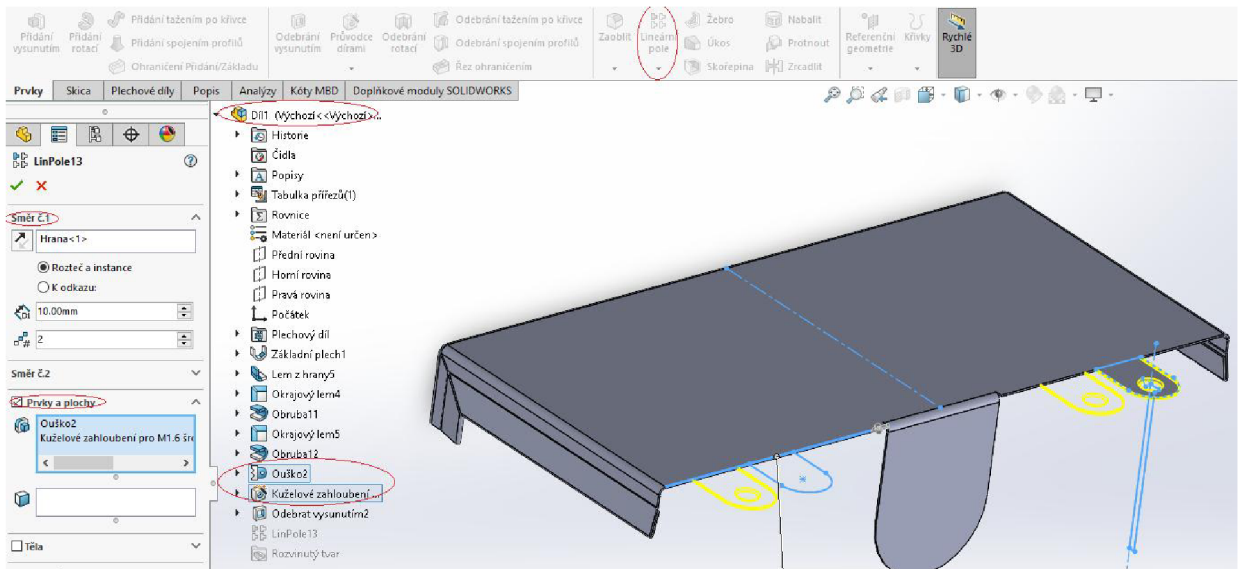 Přidání vysunutím
Přidání rotací
Přidání tažením po křivce
Přidání spojením profilů
Ohraničení Přidání/Základu
Odebrání vysunutím
Průvodce dírami
Odebrání rotací
Odebrání tažením po křivce
Odebrání spojením profilů
Řez ohraničením
Zaoblit
Lineární pole
Žebro
Úkos
Skořepina
Nabalit
Protnout
Zrcadlit
Referenční geometrie
Křivky
Rychlé 3D
Prvky
Skica
Plechové díly
Popis
Analýzy
Kóty MBD
Doplňkové moduly SOLIDWORKS
LinPole13
Směr č.1
Hrana<1>
Rozteč a instance
K odkazu:
10.00mm
2
Směr č.2
Prvky a plochy
Ouško2
Kuželové zahloubení pro M1.6 šro
Těla
Díl1 (Výchozí<<Výchozí>...
Historie
Čidla
Popisy
Tabulka přířezů(1)
Rovnice
Materiál <není určen>
Přední rovina
Horní rovina
Pravá rovina
Počátek
Plechový díl
Základní plech1
Lem z hrany5
Okrajový lem4
Obruba11
Okrajový lem5
Obruba12
Ouško2
Kuželové zahloubení ...
Odebrat vysunutím2
LinPole13
Rozvinutý tvar